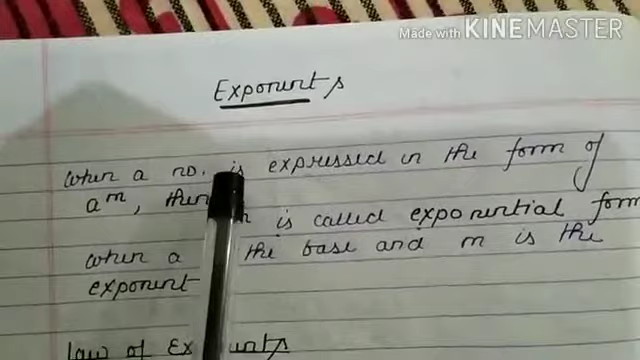 Made with KINEMASTER
Exponents
when a no. is expressed in the form of
aᵐ, then is called exponential form
when a the base and m is the
exponent
law of Ex